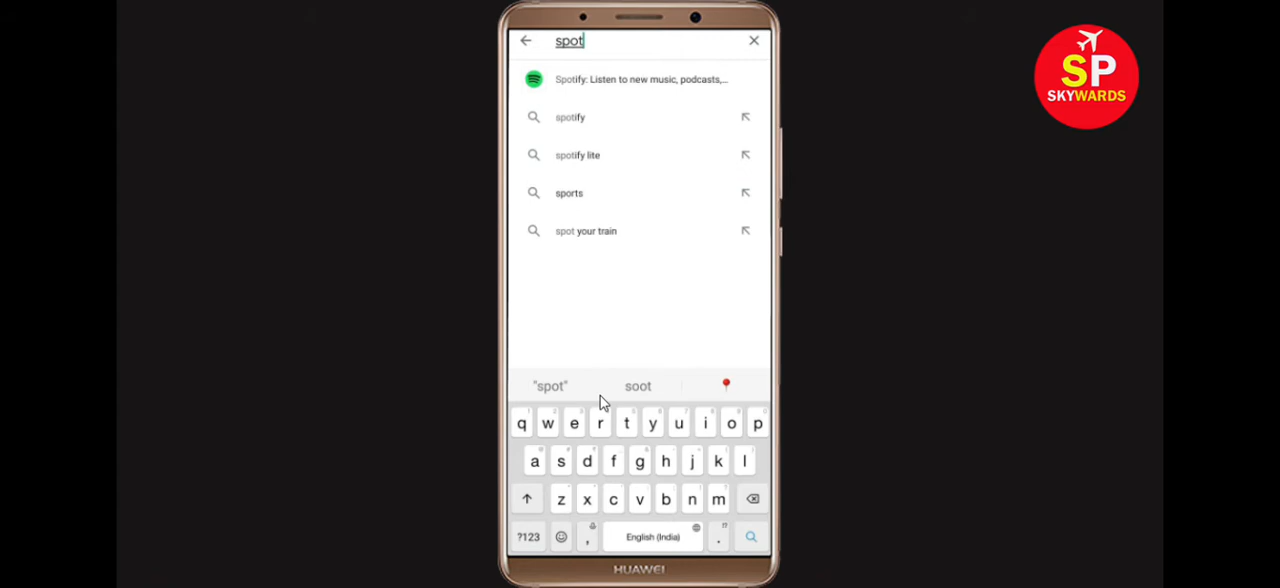 spot
SP
SKYWARDS
Spotify: Listen to new music, podcasts,...
spotify
spotify lite
sports
spot your train
"spot" soot
q w e r t y u i o p
a s d f g h j k l
z x c v b n m
?123 , English (India) .
HUAWEI